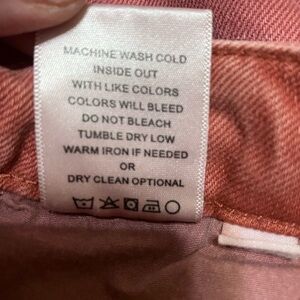 MACHINE WASH COLD
INSIDE OUT
WITH LIKE COLORS
COLORS WILL BLEED
DO NOT BLEACH
TUMBLE DRY LOW
WARM IRON IF NEEDED
OR
DRY CLEAN OPTIONAL